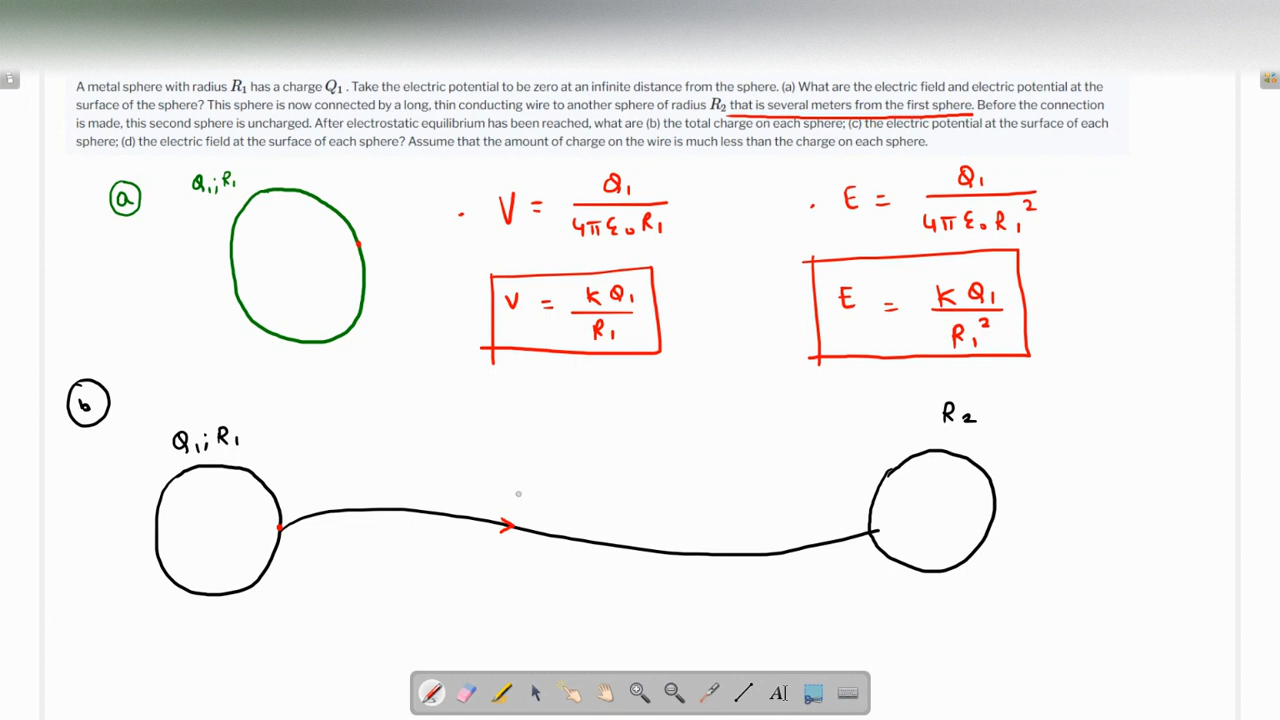 A metal sphere with radius R₁ has a charge Q₁ . Take the electric potential to be zero at an infinite distance from the sphere. (a) What are the electric field and electric potential at the
surface of the sphere? This sphere is now connected by a long, thin conducting wire to another sphere of radius R₂ that is several meters from the first sphere. Before the connection
is made, this second sphere is uncharged. After electrostatic equilibrium has been reached, what are (b) the total charge on each sphere; (c) the electric potential at the surface of each
sphere; (d) the electric field at the surface of each sphere? Assume that the amount of charge on the wire is much less than the charge on each sphere.
a
Q₁; R₁
. V = Q₁ / 4πε₀R₁
. E = Q₁ / 4πε₀R₁²
V = KQ₁ / R₁
E = KQ₁ / R₁²
b
Q₁; R₁
R₂
AI